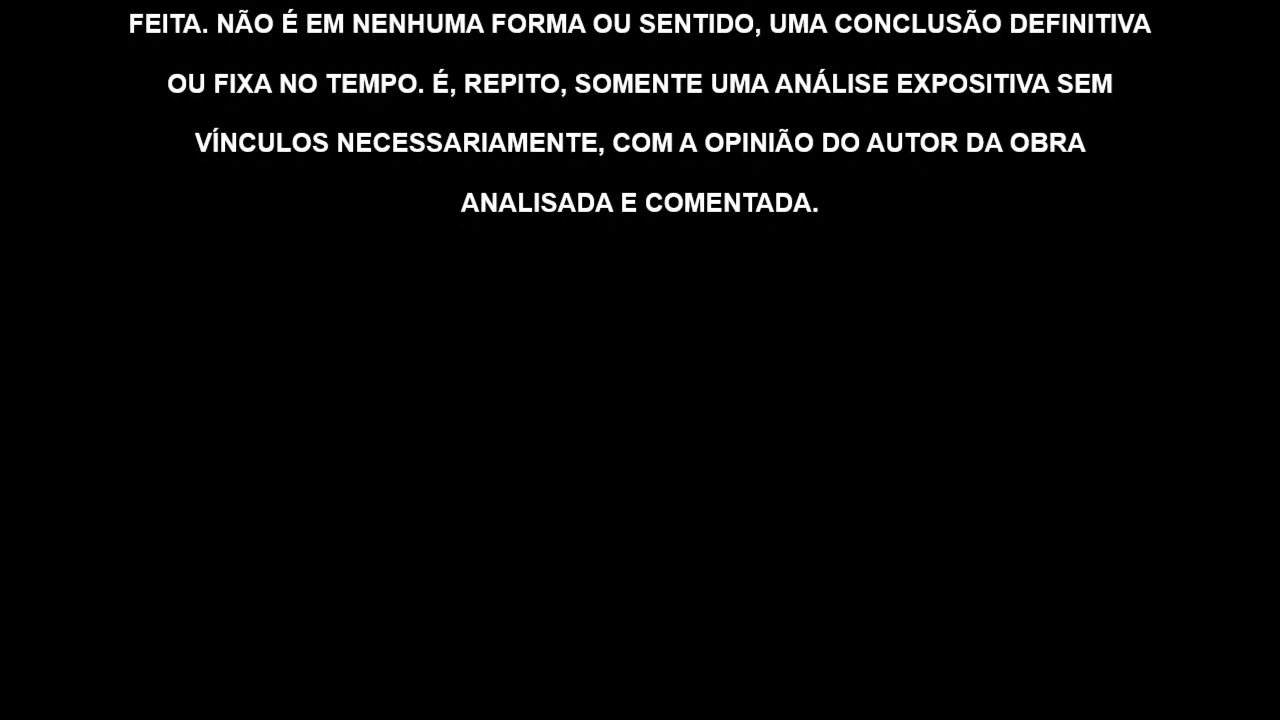 FEITA. NÃO É EM NENHUMA FORMA OU SENTIDO, UMA CONCLUSÃO DEFINITIVA
OU FIXA NO TEMPO. É, REPITO, SOMENTE UMA ANÁLISE EXPOSITIVA SEM
VÍNCULOS NECESSARIAMENTE, COM A OPINIÃO DO AUTOR DA OBRA
ANALISADA E COMENTADA.